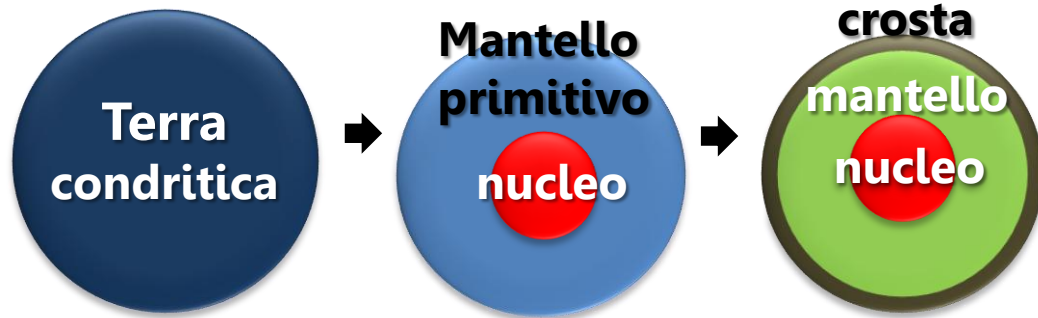 Terra
condritica
Mantello
primitivo
nucleo
crosta
mantello
nucleo